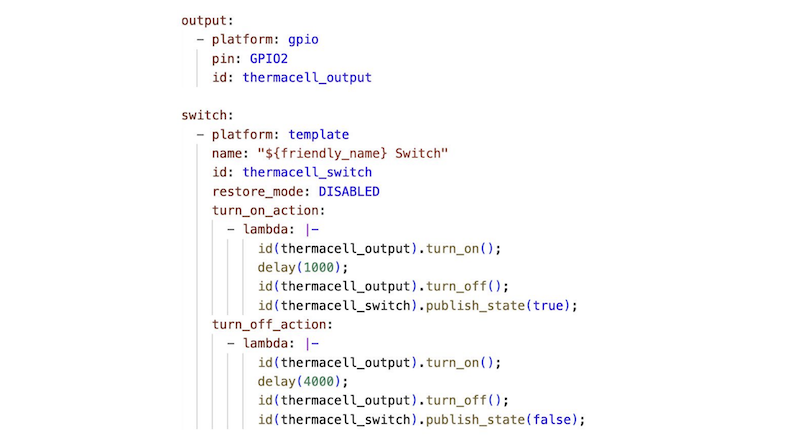 output:
  - platform: gpio
    pin: GPIO2
    id: thermacell_output

switch:
  - platform: template
    name: "${friendly_name} Switch"
    id: thermacell_switch
    restore_mode: DISABLED
    turn_on_action:
      - lambda: |-
          id(thermacell_output).turn_on();
          delay(1000);
          id(thermacell_output).turn_off();
          id(thermacell_switch).publish_state(true);
    turn_off_action:
      - lambda: |-
          id(thermacell_output).turn_on();
          delay(4000);
          id(thermacell_output).turn_off();
          id(thermacell_switch).publish_state(false);